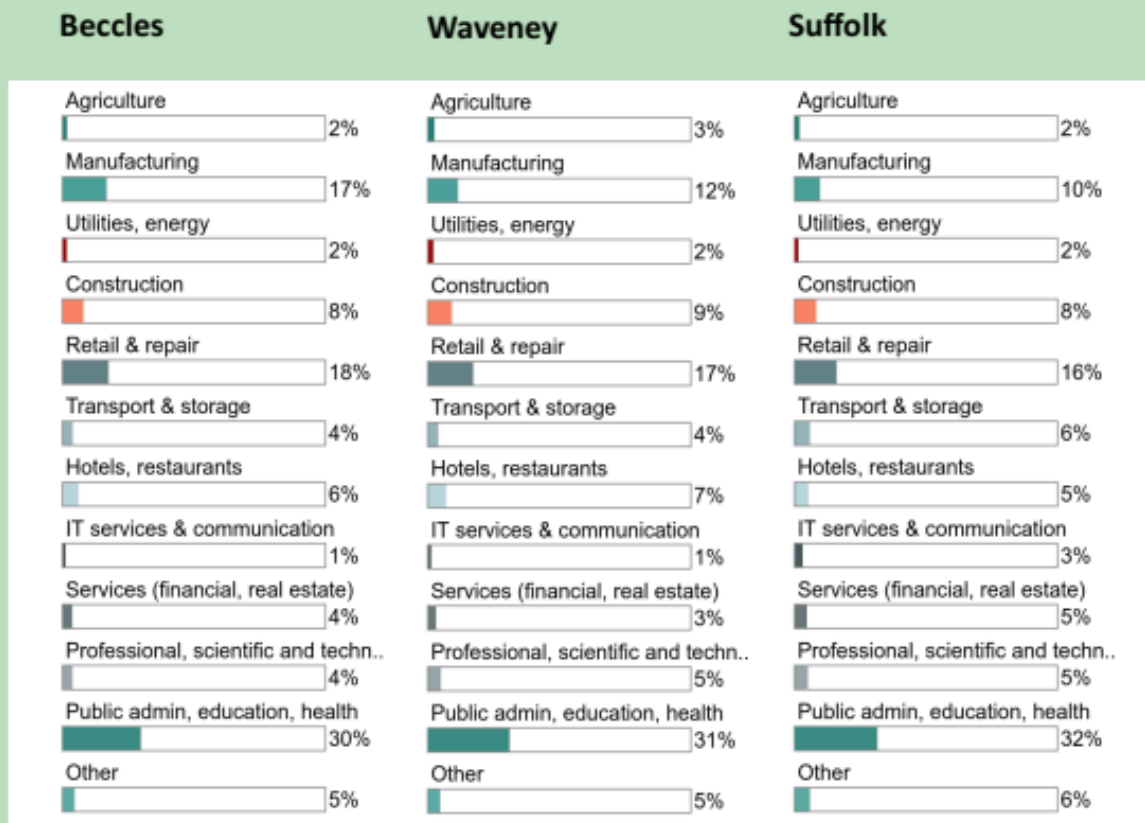 Beccles
Waveney
Suffolk
Agriculture
2%
Manufacturing
17%
Utilities, energy
2%
Construction
8%
Retail & repair
18%
Transport & storage
4%
Hotels, restaurants
6%
IT services & communication
1%
Services (financial, real estate)
4%
Professional, scientific and techn..
4%
Public admin, education, health
30%
Other
5%
Agriculture
3%
Manufacturing
12%
Utilities, energy
2%
Construction
9%
Retail & repair
17%
Transport & storage
4%
Hotels, restaurants
7%
IT services & communication
1%
Services (financial, real estate)
3%
Professional, scientific and techn..
5%
Public admin, education, health
31%
Other
5%
Agriculture
2%
Manufacturing
10%
Utilities, energy
2%
Construction
8%
Retail & repair
16%
Transport & storage
6%
Hotels, restaurants
5%
IT services & communication
3%
Services (financial, real estate)
5%
Professional, scientific and techn..
5%
Public admin, education, health
32%
Other
6%